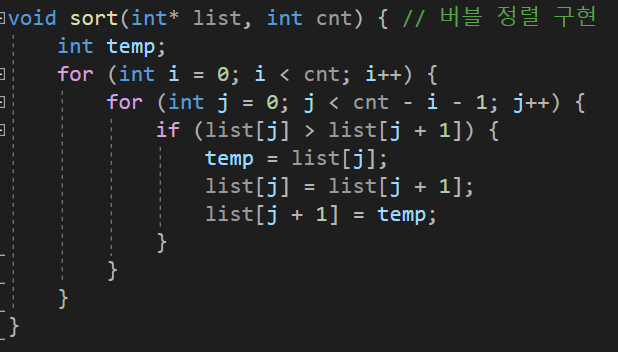 void sort(int* list, int cnt) { // 버블 정렬 구현
    int temp;
    for (int i = 0; i < cnt; i++) {
        for (int j = 0; j < cnt - i - 1; j++) {
            if (list[j] > list[j + 1]) {
                temp = list[j];
                list[j] = list[j + 1];
                list[j + 1] = temp;
            }
        }
    }
}